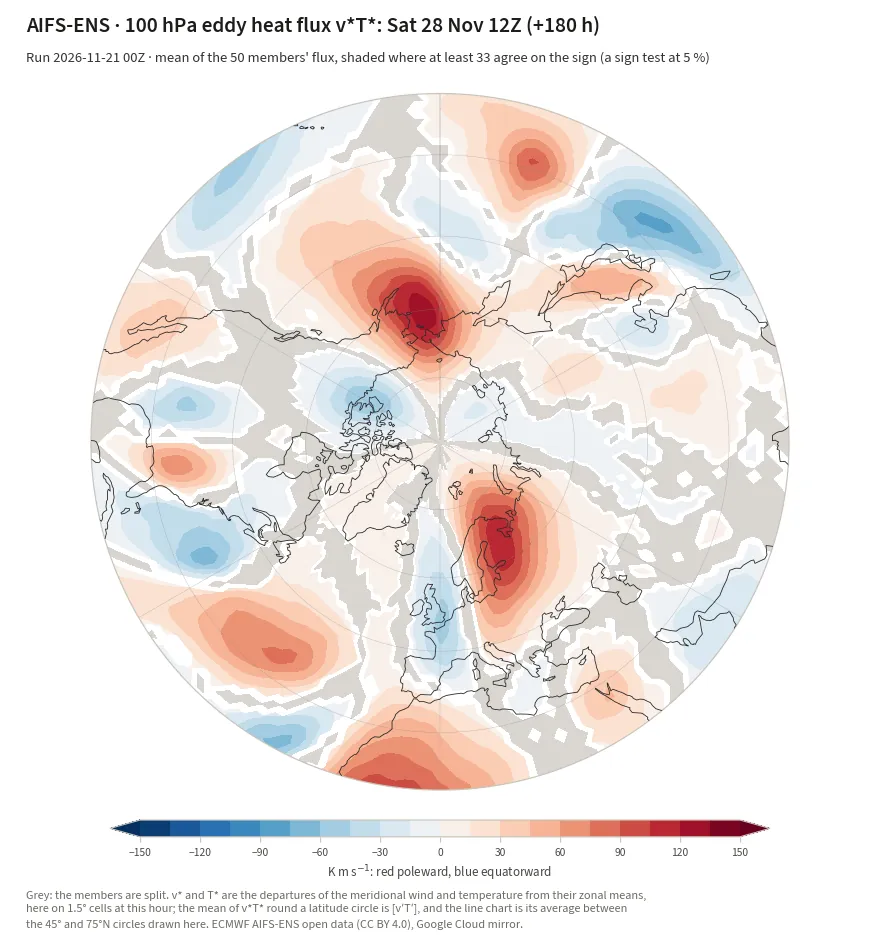 AIFS-ENS · 100 hPa eddy heat flux v*T*: Sat 28 Nov 12Z (+180 h)
Run 2026-11-21 00Z · mean of the 50 members' flux, shaded where at least 33 agree on the sign (a sign test at 5 %)
−150 −120 −90 −60 −30 0 30 60 90 120 150
K m s⁻¹: red poleward, blue equatorward
Grey: the members are split. v* and T* are the departures of the meridional wind and temperature from their zonal means,
here on 1.5° cells at this hour; the mean of v*T* round a latitude circle is [v′T′], and the line chart is its average between
the 45° and 75°N circles drawn here. ECMWF AIFS-ENS open data (CC BY 4.0), Google Cloud mirror.